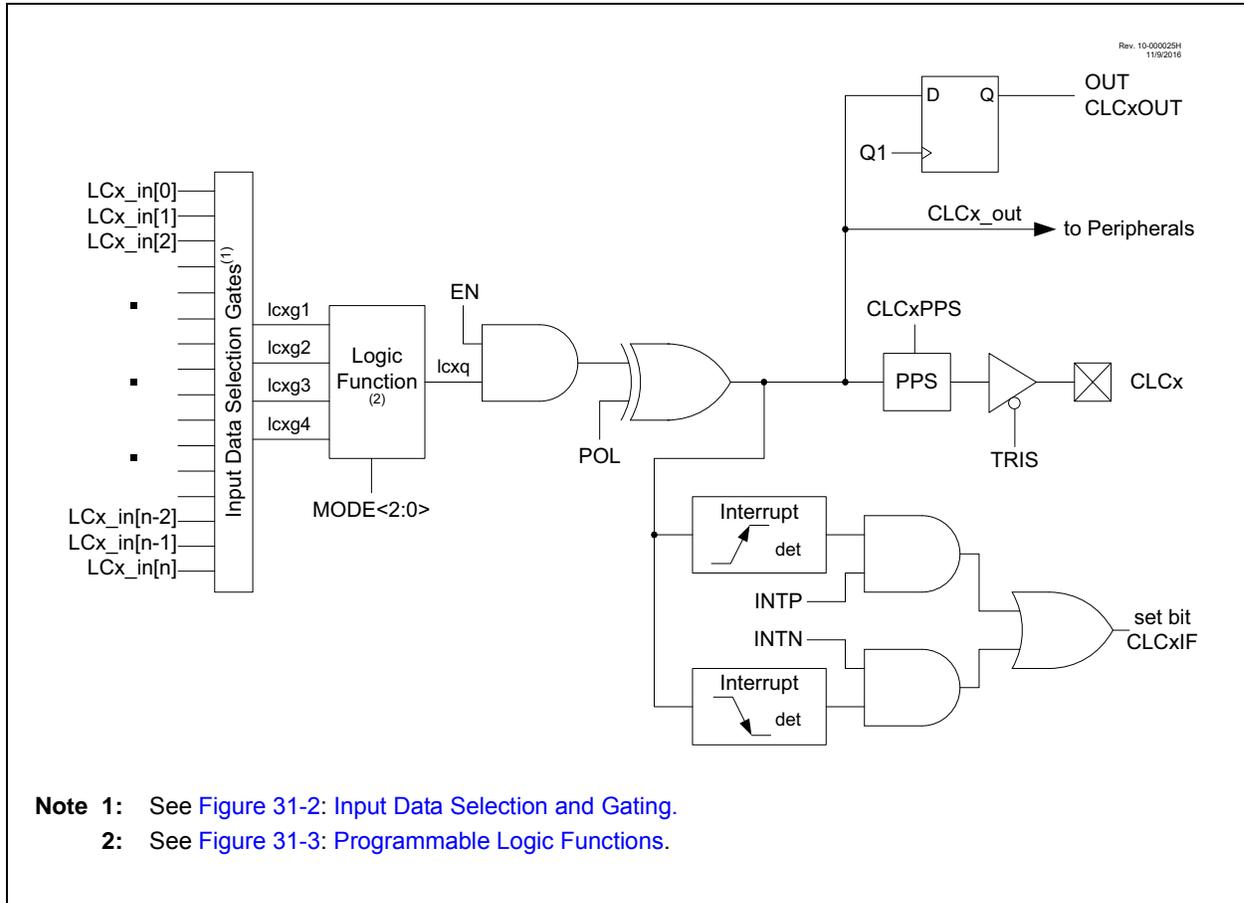 Rev. 10-000025H
11/9/2016
D Q
OUT
CLCxOUT
Q1
LCx_in[0]
LCx_in[1]
LCx_in[2]
CLCx_out
to Peripherals
Input Data Selection Gates(1)
lcxg1
lcxg2
lcxg3
lcxg4
Logic
Function
(2)
MODE<2:0>
EN
lcxq
POL
CLCxPPS
PPS
CLCx
TRIS
LCx_in[n-2]
LCx_in[n-1]
LCx_in[n]
Interrupt
det
INTP
INTN
Interrupt
det
set bit
CLCxIF
Note 1: See Figure 31-2: Input Data Selection and Gating.
2: See Figure 31-3: Programmable Logic Functions.